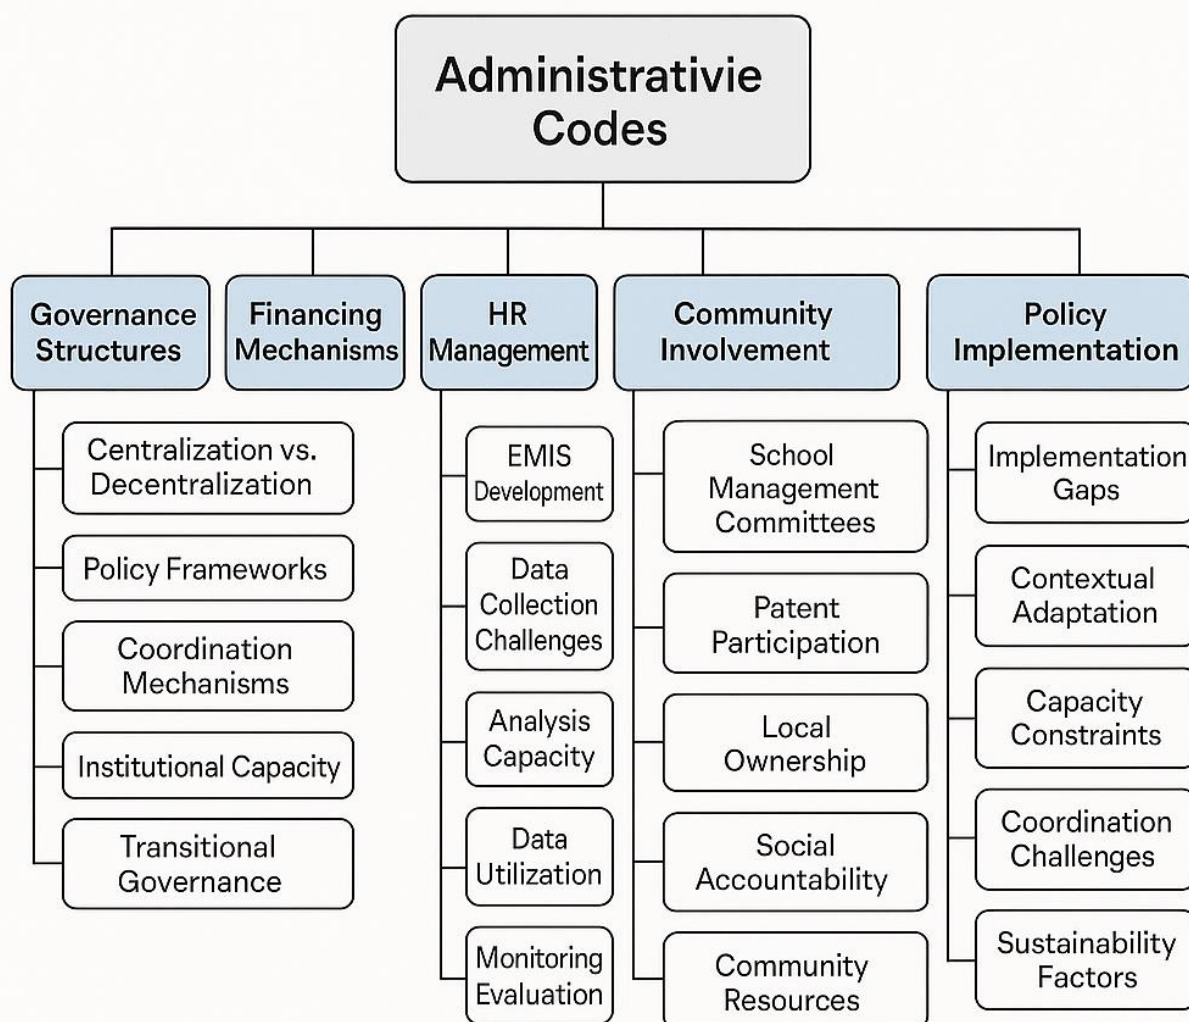 Administrativie
Codes
Governance
Structures
Financing
Mechanisms
HR
Management
Community
Involvement
Policy
Implementation
Centralization vs.
Decentralization
Policy Frameworks
Coordination
Mechanisms
Institutional Capacity
Transitional
Governance
EMIS
Development
Data
Collection
Challenges
Analysis
Capacity
Data
Utilization
Monitoring
Evaluation
School
Management
Committees
Patent
Participation
Local
Ownership
Social
Accountability
Community
Resources
Implementation
Gaps
Contextual
Adaptation
Capacity
Constraints
Coordination
Challenges
Sustainability
Factors